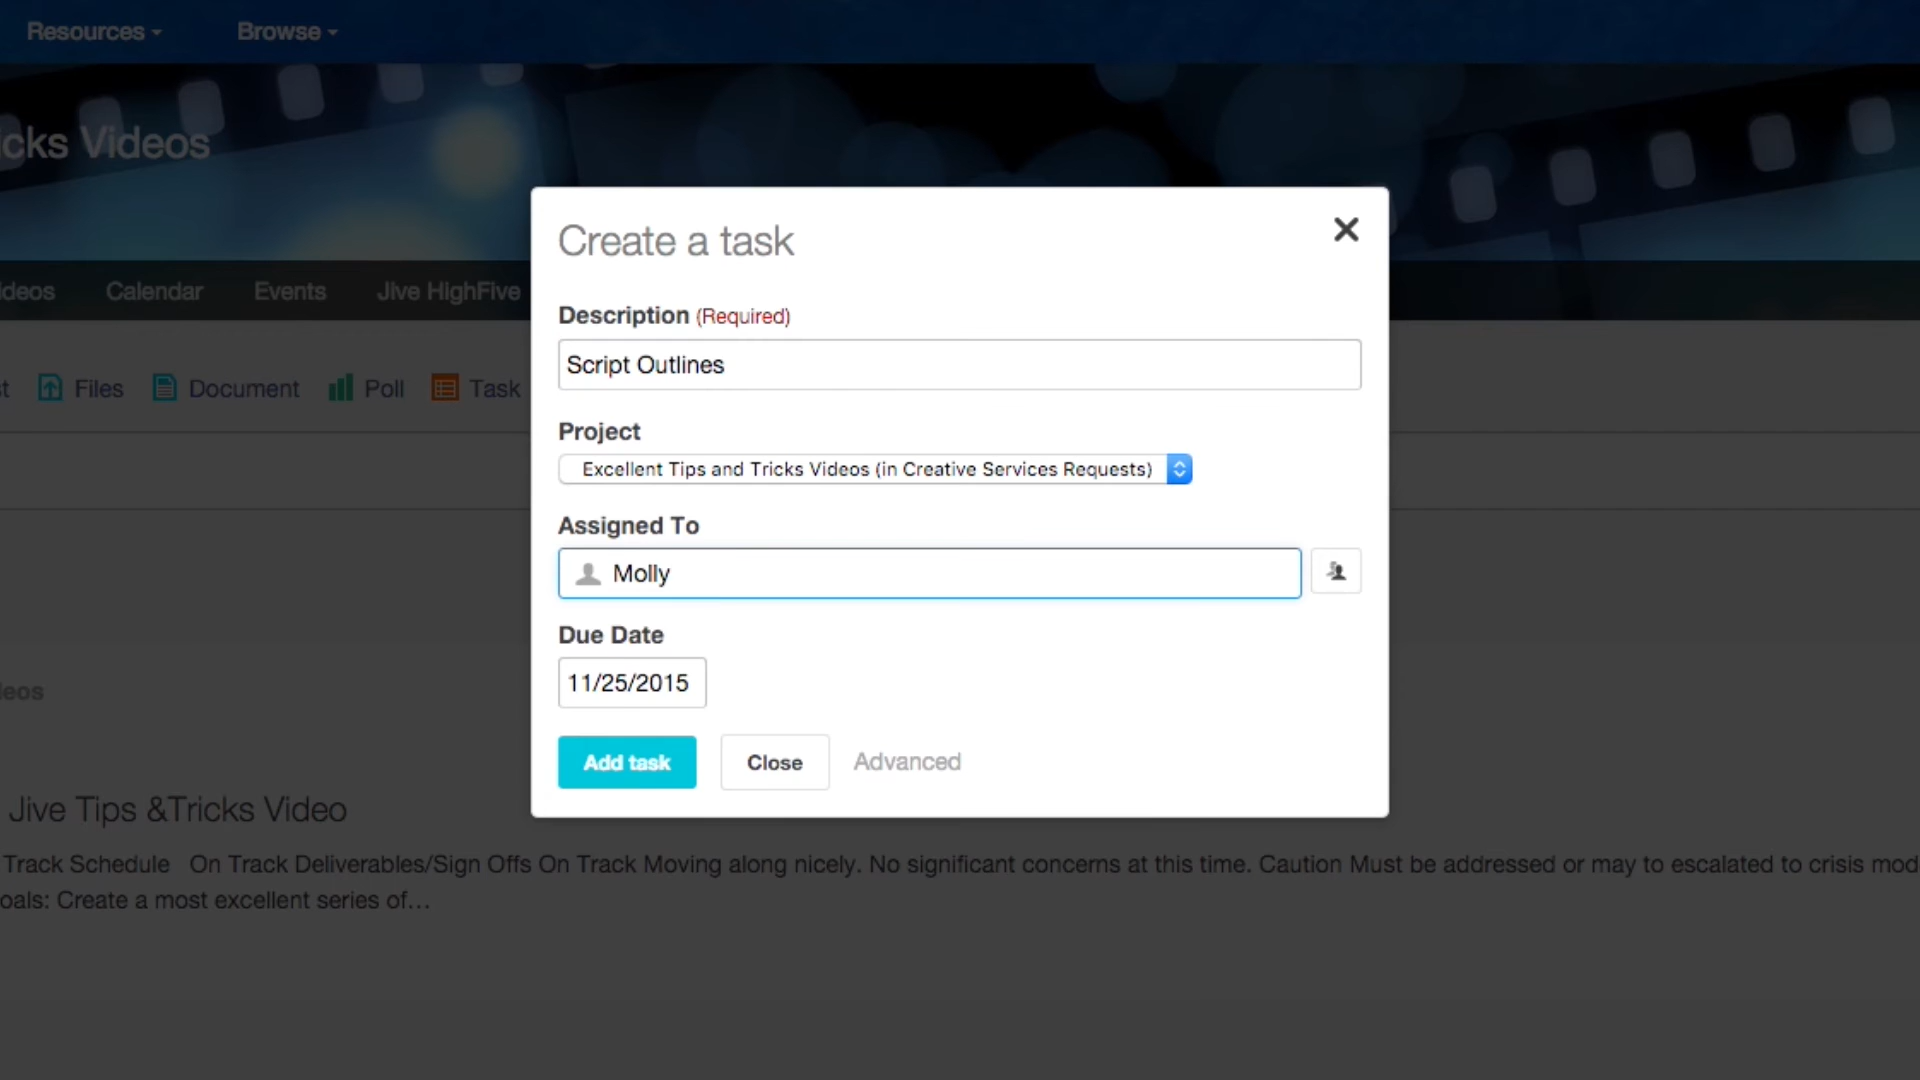 Resources
Browse
cks Videos
ideos Calendar Events Jive HighFive
t Files Document Poll Task
Create a task
Description (Required)
Script Outlines
Project
Excellent Tips and Tricks Videos (in Creative Services Requests)
Assigned To
Molly
Due Date
11/25/2015
Add task
Close
Advanced
eos
Jive Tips &Tricks Video
Track Schedule On Track Deliverables/Sign Offs On Track Moving along nicely. No significant concerns at this time. Caution Must be addressed or may to escalated to crisis mod
oals: Create a most excellent series of...